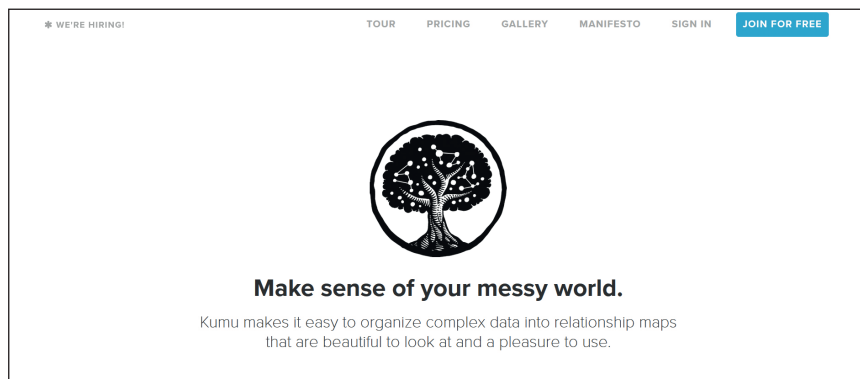 ✱ WE'RE HIRING!
TOUR PRICING GALLERY MANIFESTO SIGN IN JOIN FOR FREE
Make sense of your messy world.
Kumu makes it easy to organize complex data into relationship maps
that are beautiful to look at and a pleasure to use.